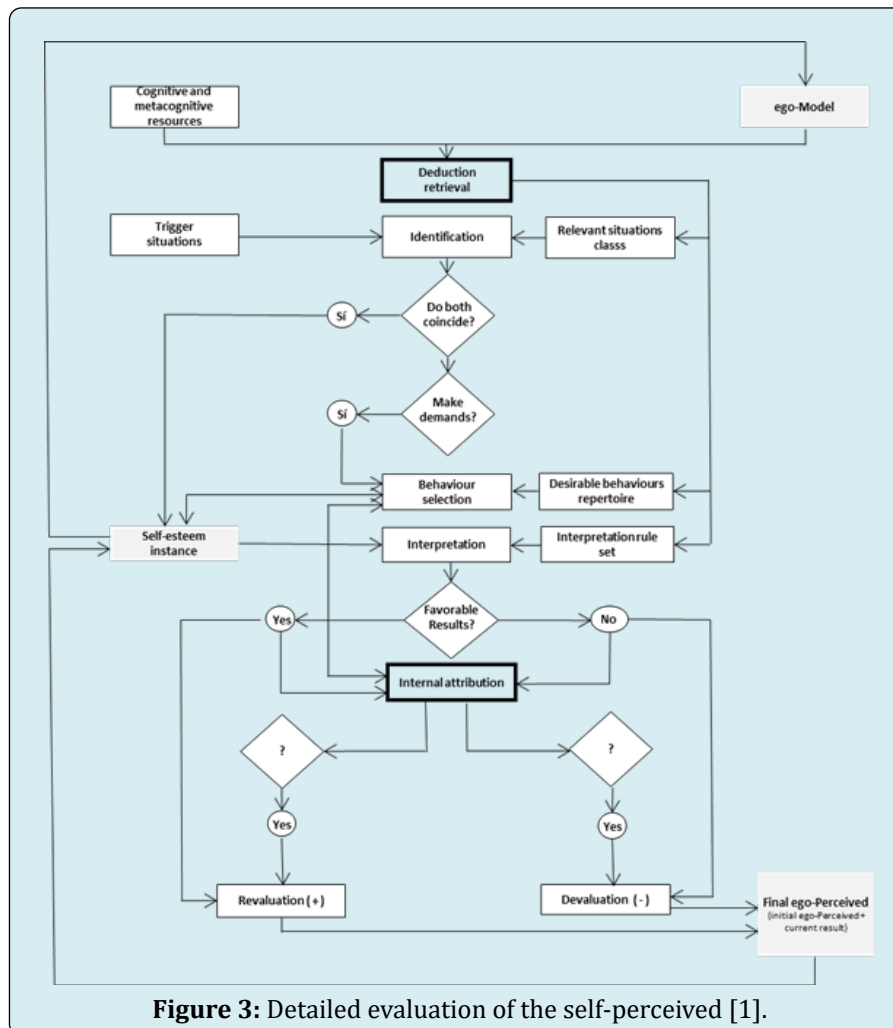 Cognitive and
metacognitive
resources
ego-Model
Deduction
retrieval
Trigger
situations
Identification
Relevant situations
classs
Do both
coincide?
Sí
Make
demands?
Sí
Behaviour
selection
Desirable behaviours
repertoire
Self-esteem
instance
Interpretation
Interpretation rule
set
Favorable
Results?
Yes
No
Internal attribution
?
?
Yes
Yes
Revaluation (+)
Devaluation (-)
Final ego-Perceived
(initial ego-Perceived+
current result)
Figure 3: Detailed evaluation of the self-perceived [1].